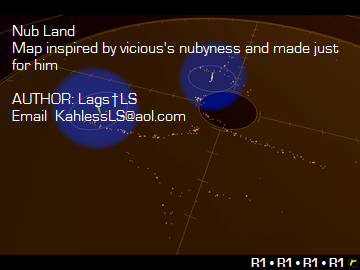 Nub Land
Map inspired by vicious's nubyness and made just
for him
AUTHOR: Lags†LS
Email  KahlessLS@aol.com
R1 • R1 • R1 • R1 r